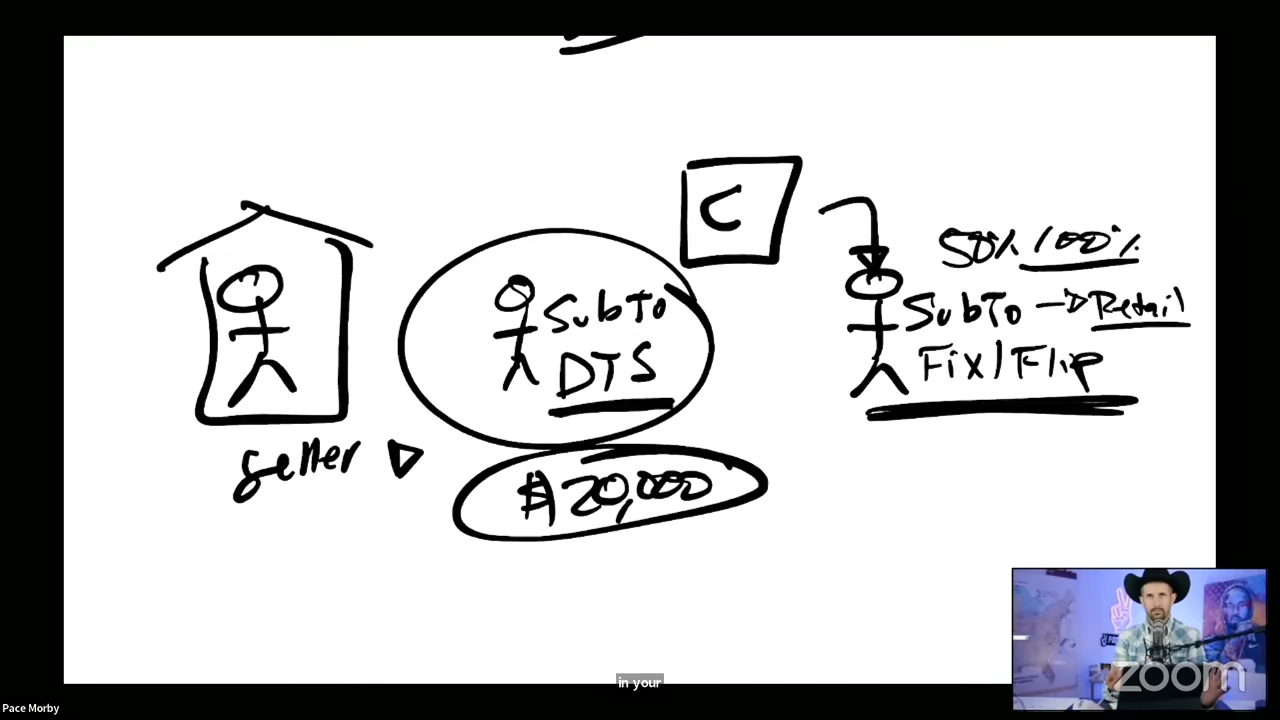 C
50% 100%
SubTo → Retail
Fix/Flip
SubTo
DTS
seller
$20,000
in your
zoom
Pace Morby